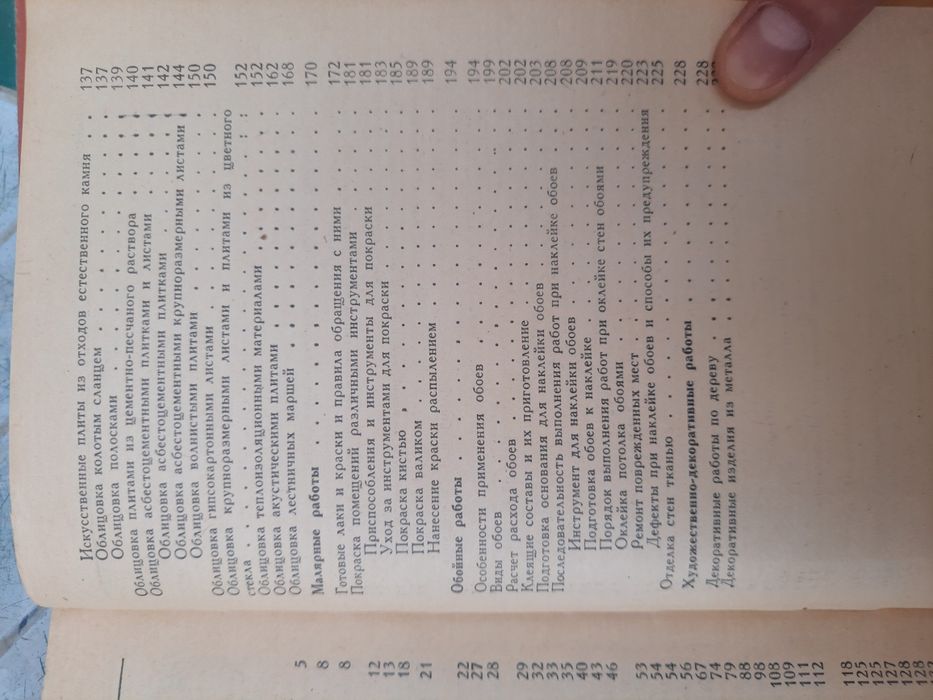 5
8
8
12
13
18
21
22
27
28
29
32
33
35
40
43
46
53
54
54
56
67
74
79
88
98
108
109
111
112
118
125
125
127
128
128
Искусственные плиты из отходов естественного камня . . 137
Облицовка колотым сланцем . . . . . . . . 137
Облицовка полосками . . . . . . . . . 139
Облицовка плитами из цементно-песчаного раствора . . . 140
Облицовка асбестоцементными плитками и листами . . . 141
Облицовка асбестоцементными плитками . . . . . 142
Облицовка асбестоцементными крупноразмерными листами . 144
Облицовка волнистыми плитами . . . . . . . 150
Облицовка гипсокартонными листами . . . . . . 150
Облицовка крупноразмерными листами и плитами из цветного
стекла . . . . . . . . . . . . 152
Облицовка теплоизоляционными материалами . . . . 152
Облицовка акустическими плитами . . . . . . 162
Облицовка лестничных маршей . . . . . . . 168
Малярные работы . . . . . . . . . . 170
Готовые лаки и краски и правила обращения с ними . . . 172
Покраска помещений различными инструментами . . . . 181
Приспособления и инструменты для покраски . . . . 181
Уход за инструментами для покраски . . . . . . 183
Покраска кистью . . . . . . . . . . 185
Покраска валиком . . . . . . . . . . 189
Нанесение краски распылением . . . . . . . 189
Обойные работы . . . . . . . . . . 194
Особенности применения обоев . . . . . . . 194
Виды обоев . . . . . . . . . . . 199
Расчет расхода обоев . . . . . . . . . 202
Клеящие составы и их приготовление . . . . . . 202
Подготовка основания для наклейки обоев . . . . . 203
Последовательность выполнения работ при наклейке обоев . 208
Инструмент для наклейки обоев . . . . . . . 208
Подготовка обоев к наклейке . . . . . . . 209
Порядок выполнения работ при оклейке стен обоями . . 211
Оклейка потолка обоями . . . . . . . . 219
Ремонт поврежденных мест . . . . . . . . 220
Дефекты при наклейке обоев и способы их предупреждения 223
Отделка стен тканью . . . . . . . . . 225
Художественно-декоративные работы . . . . . . 228
Декоративные работы по дереву . . . . . . . 228
Декоративные изделия из металла . . . . . . .